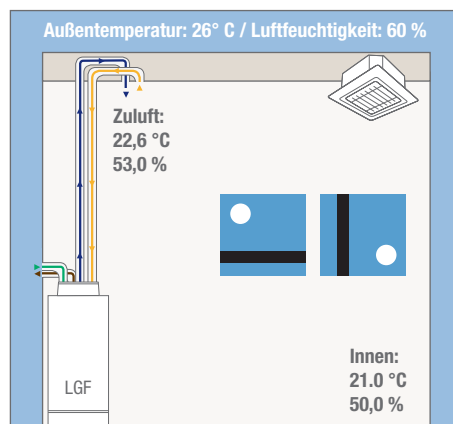 Außentemperatur: 26° C / Luftfeuchtigkeit: 60 %
Zuluft:
22,6 °C
53,0 %
Innen:
21.0 °C
50,0 %
LGF